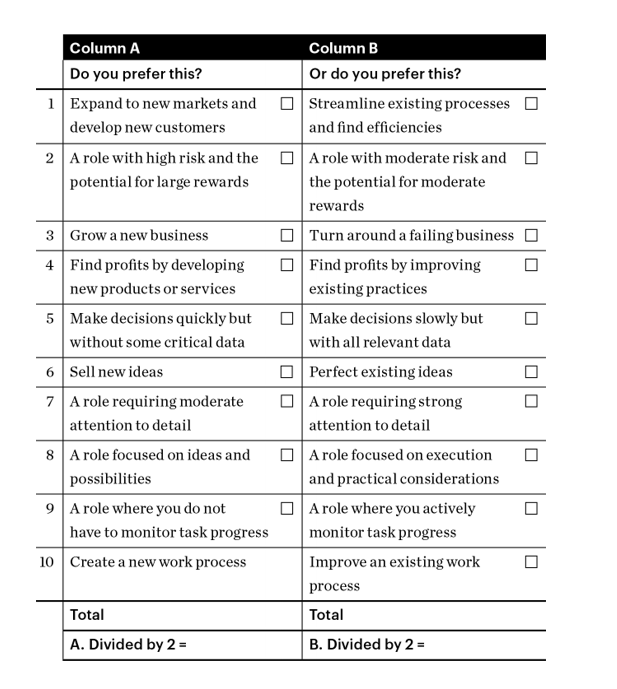 Column A Column B
Do you prefer this? Or do you prefer this?
1 Expand to new markets and Streamline existing processes
develop new customers and find efficiencies
2 A role with high risk and the A role with moderate risk and
potential for large rewards the potential for moderate
rewards
3 Grow a new business Turn around a failing business
4 Find profits by developing Find profits by improving
new products or services existing practices
5 Make decisions quickly but Make decisions slowly but
without some critical data with all relevant data
6 Sell new ideas Perfect existing ideas
7 A role requiring moderate A role requiring strong
attention to detail attention to detail
8 A role focused on ideas and A role focused on execution
possibilities and practical considerations
9 A role where you do not A role where you actively
have to monitor task progress monitor task progress
10 Create a new work process Improve an existing work
process
Total Total
A. Divided by 2 = B. Divided by 2 =